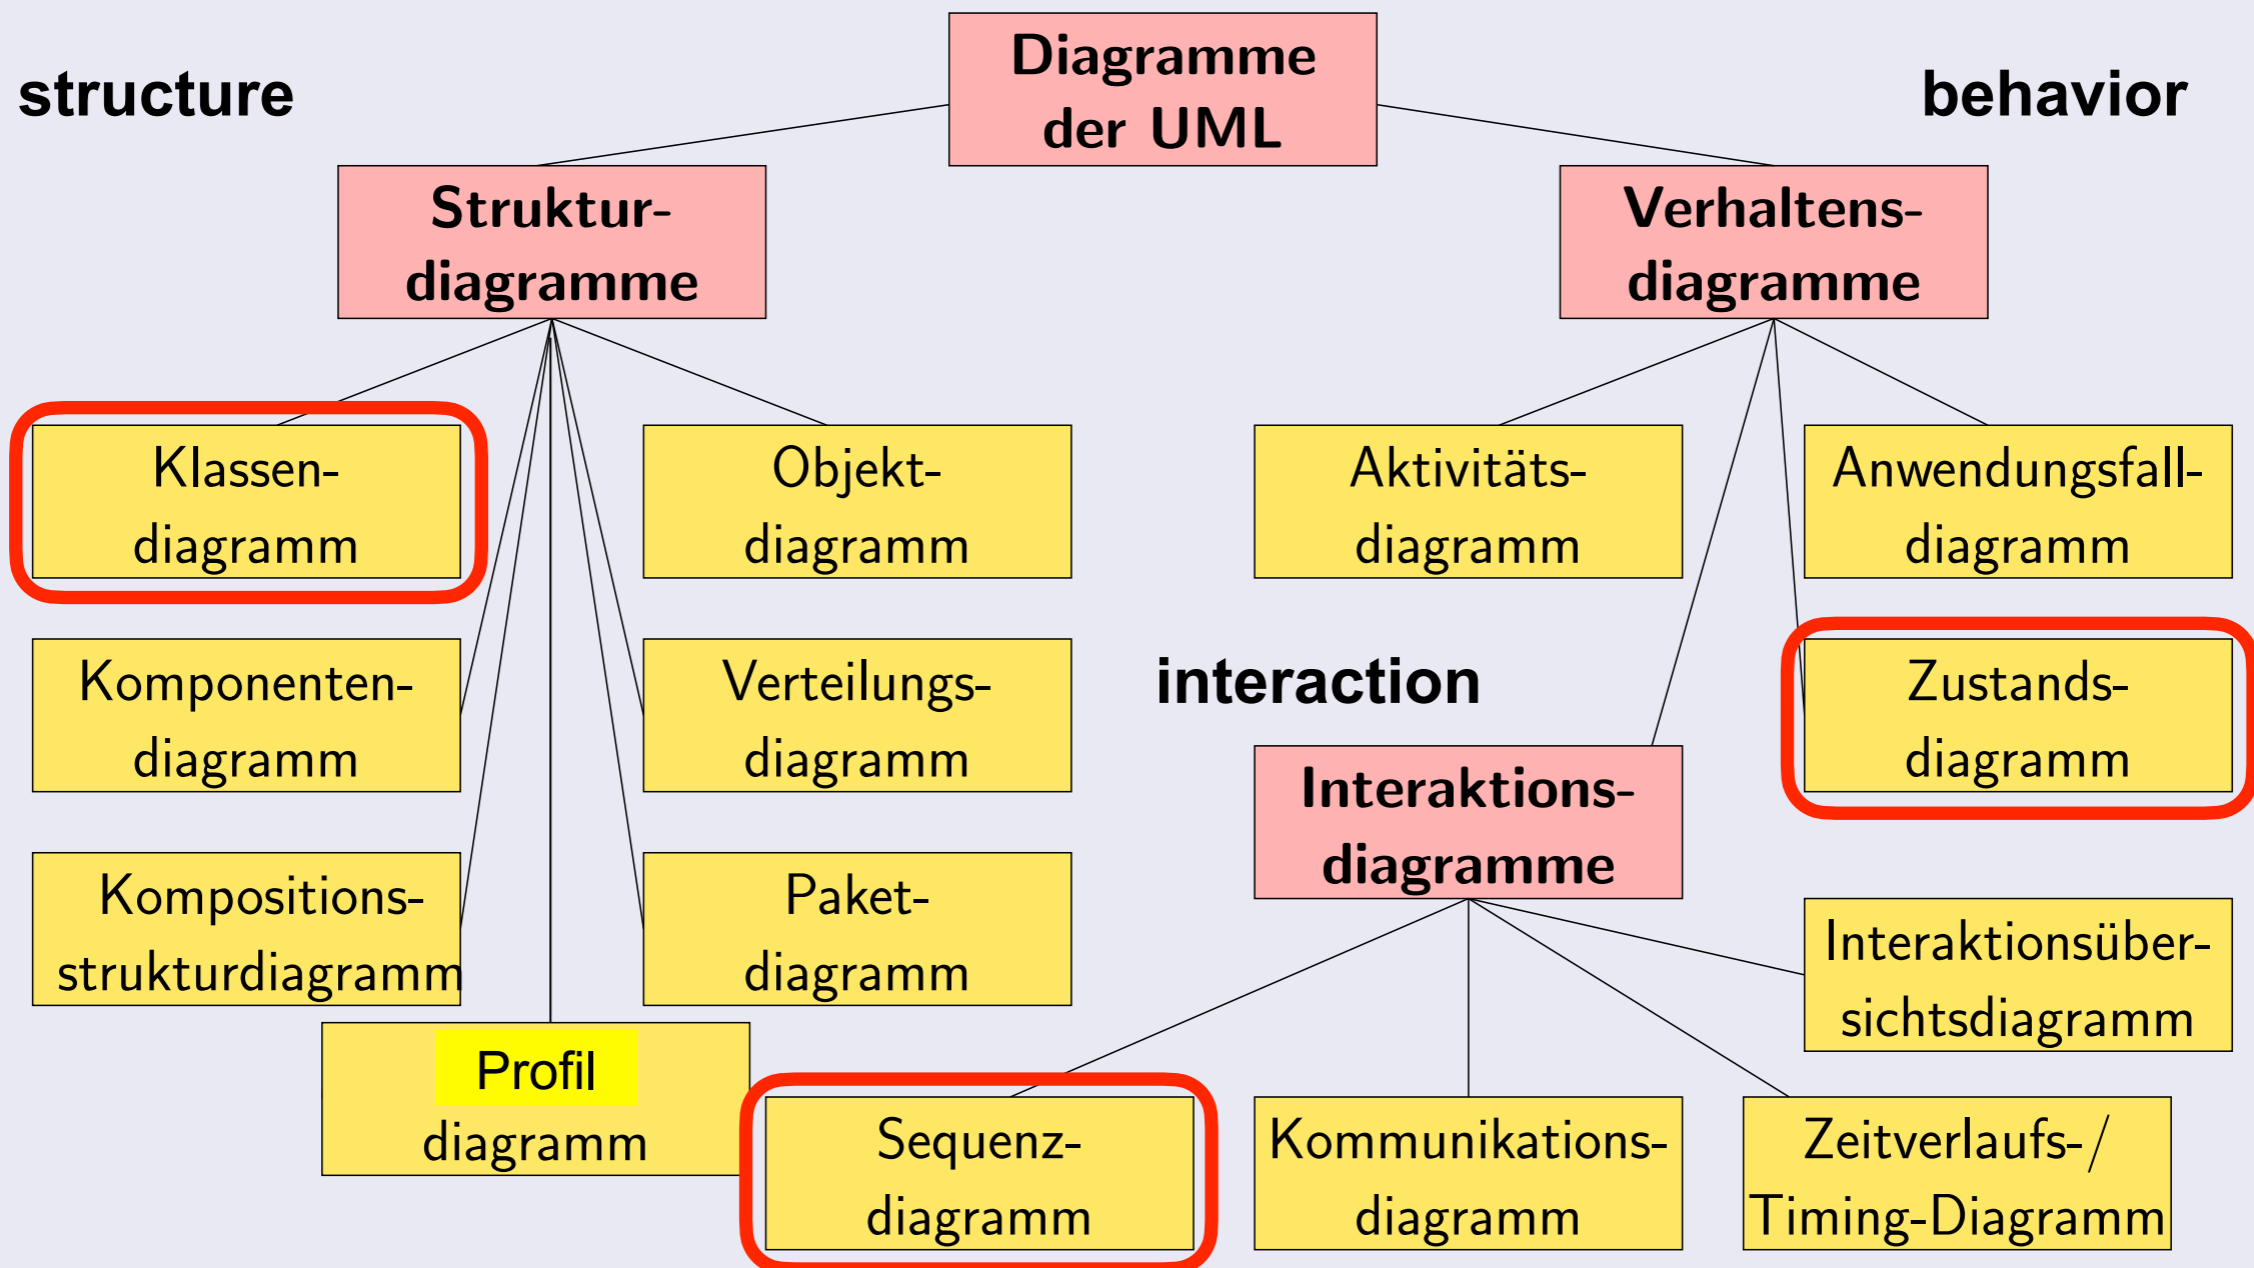 Diagramme
der UML
structure
behavior
Struktur-
diagramme
Verhaltens-
diagramme
Klassen-
diagramm
Objekt-
diagramm
Aktivitäts-
diagramm
Anwendungsfall-
diagramm
Komponenten-
diagramm
Verteilungs-
diagramm
interaction
Zustands-
diagramm
Interaktions-
diagramme
Kompositions-
strukturdiagramm
Paket-
diagramm
Interaktionsüber-
sichtsdiagramm
Profil
diagramm
Sequenz-
diagramm
Kommunikations-
diagramm
Zeitverlaufs-/
Timing-Diagramm